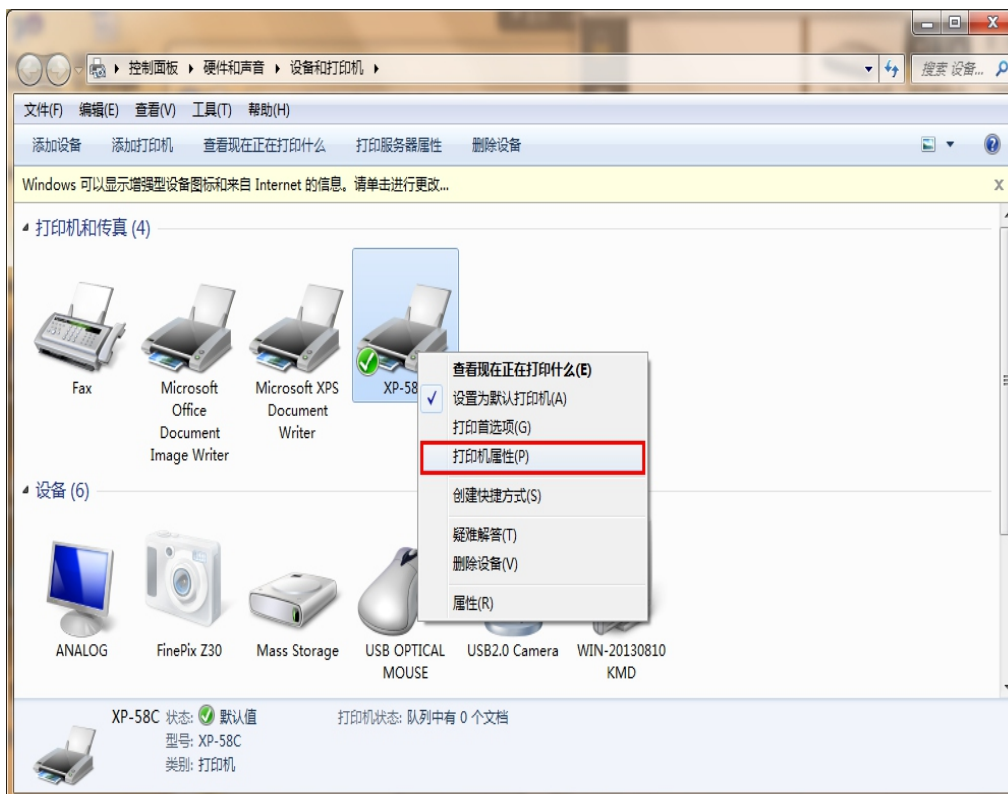 控制面板 ▸ 硬件和声音 ▸ 设备和打印机 ▸
搜索 设备...
文件(F) 编辑(E) 查看(V) 工具(T) 帮助(H)
添加设备 添加打印机 查看现在正在打印什么 打印服务器属性 删除设备
Windows 可以显示增强型设备图标和来自 Internet 的信息。请单击进行更改...
打印机和传真 (4)
Fax
Microsoft
Office
Document
Image Writer
Microsoft XPS
Document
Writer
XP-58
查看现在正在打印什么(E)
设置为默认打印机(A)
打印首选项(G)
打印机属性(P)
创建快捷方式(S)
疑难解答(T)
删除设备(V)
属性(R)
设备 (6)
ANALOG
FinePix Z30
Mass Storage
USB OPTICAL
MOUSE
USB2.0 Camera
WIN-20130810
KMD
XP-58C 状态: 默认值 打印机状态: 队列中有 0 个文档
型号: XP-58C
类别: 打印机